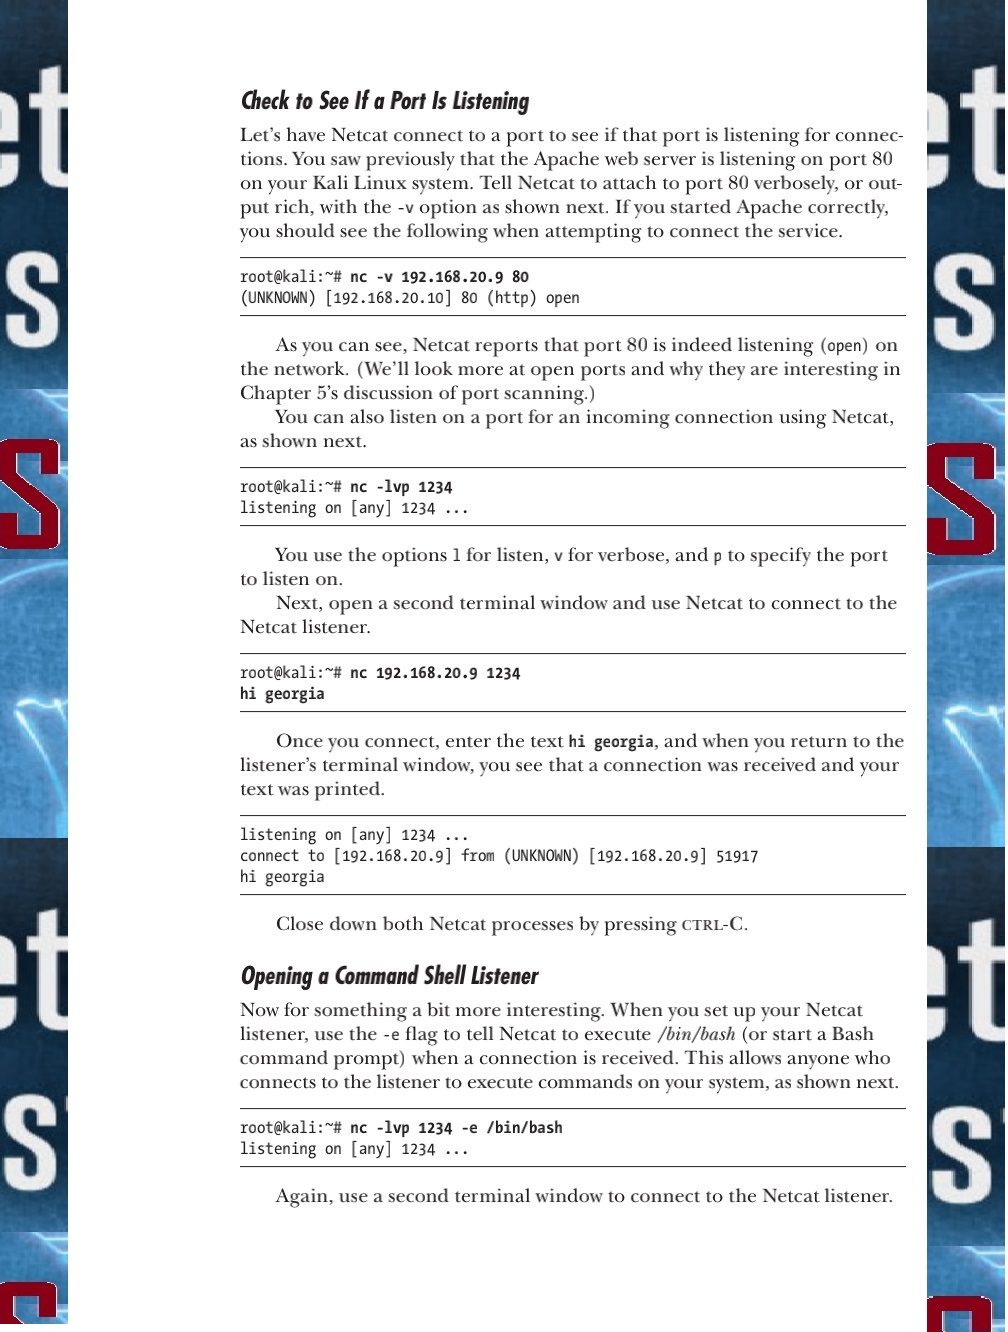 Check to See If a Port Is Listening
Let’s have Netcat connect to a port to see if that port is listening for connec-
tions. You saw previously that the Apache web server is listening on port 80
on your Kali Linux system. Tell Netcat to attach to port 80 verbosely, or out-
put rich, with the -v option as shown next. If you started Apache correctly,
you should see the following when attempting to connect the service.
root@kali:~# nc -v 192.168.20.9 80
(UNKNOWN) [192.168.20.10] 80 (http) open
As you can see, Netcat reports that port 80 is indeed listening (open) on
the network. (We’ll look more at open ports and why they are interesting in
Chapter 5’s discussion of port scanning.)
You can also listen on a port for an incoming connection using Netcat,
as shown next.
root@kali:~# nc -lvp 1234
listening on [any] 1234 ...
You use the options l for listen, v for verbose, and p to specify the port
to listen on.
Next, open a second terminal window and use Netcat to connect to the
Netcat listener.
root@kali:~# nc 192.168.20.9 1234
hi georgia
Once you connect, enter the text hi georgia, and when you return to the
listener’s terminal window, you see that a connection was received and your
text was printed.
listening on [any] 1234 ...
connect to [192.168.20.9] from (UNKNOWN) [192.168.20.9] 51917
hi georgia
Close down both Netcat processes by pressing CTRL-C.
Opening a Command Shell Listener
Now for something a bit more interesting. When you set up your Netcat
listener, use the -e flag to tell Netcat to execute /bin/bash (or start a Bash
command prompt) when a connection is received. This allows anyone who
connects to the listener to execute commands on your system, as shown next.
root@kali:~# nc -lvp 1234 -e /bin/bash
listening on [any] 1234 ...
Again, use a second terminal window to connect to the Netcat listener.